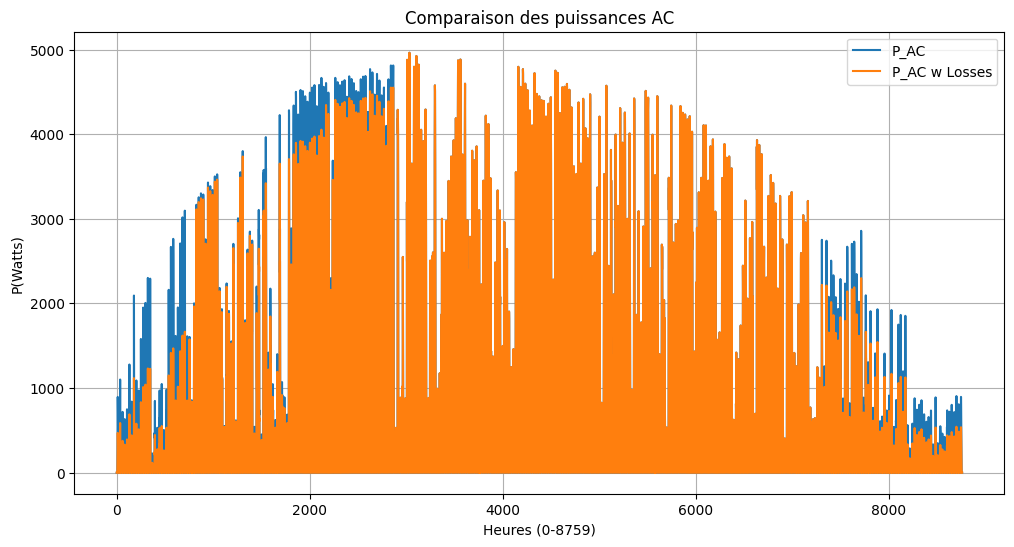 Comparaison des puissances AC
P_AC
P_AC w Losses
P(Watts)
5000
4000
3000
2000
1000
0
0
2000
4000
6000
8000
Heures (0-8759)